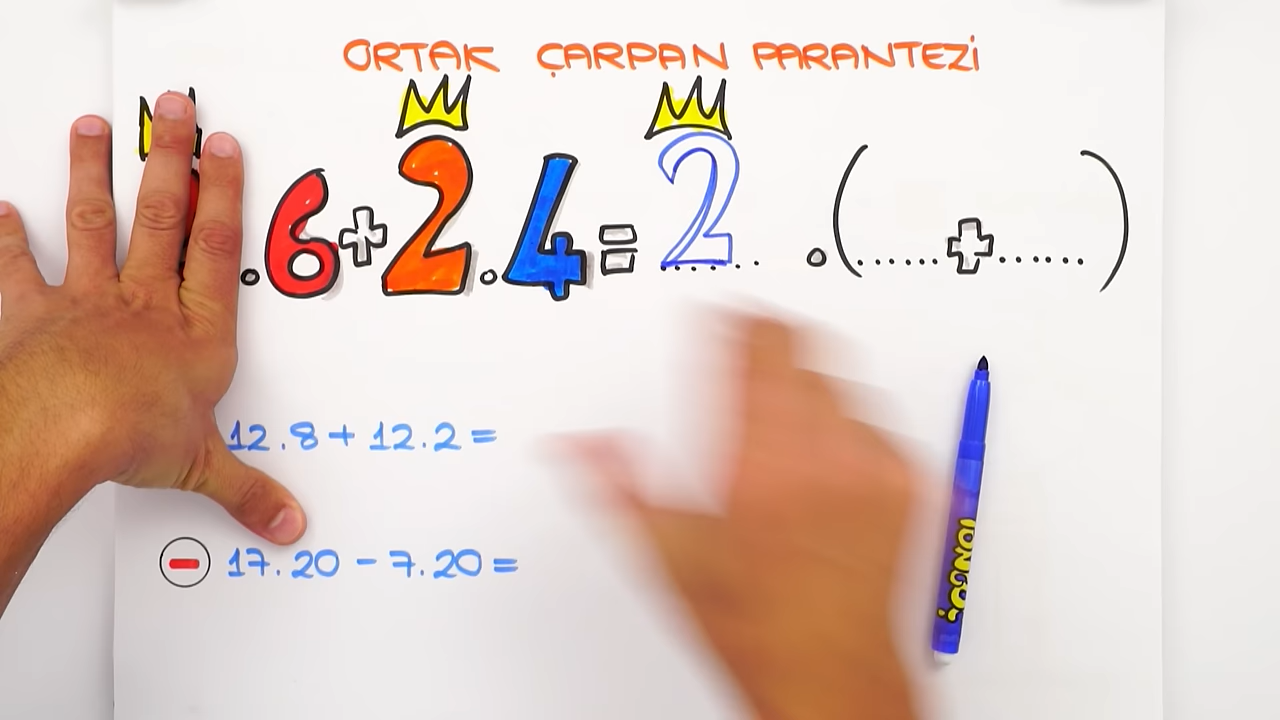 ORTAK ÇARPAN PARANTEZİ
.6+2.4=2 .(......+......)
12.8+12.2=
17.20-7.20=